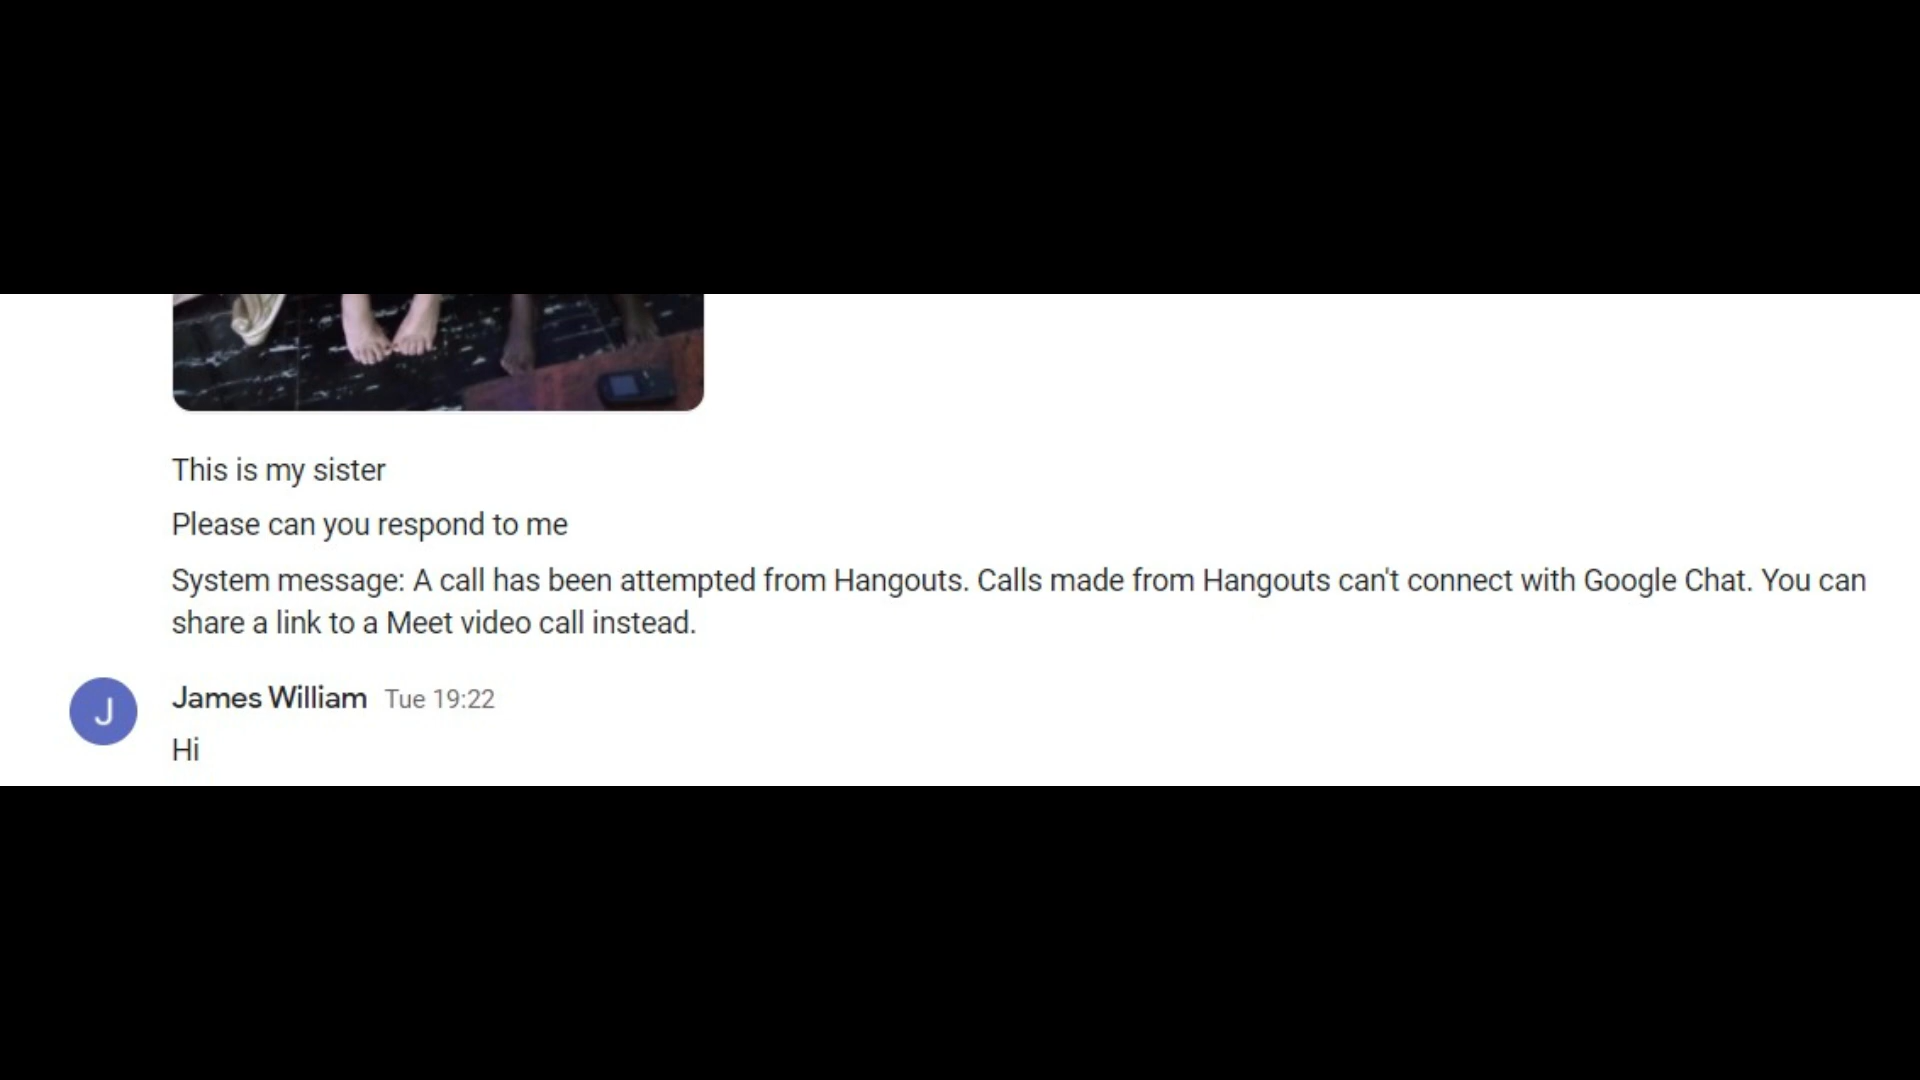 This is my sister
Please can you respond to me
System message: A call has been attempted from Hangouts. Calls made from Hangouts can't connect with Google Chat. You can
share a link to a Meet video call instead.
J
James William Tue 19:22
Hi